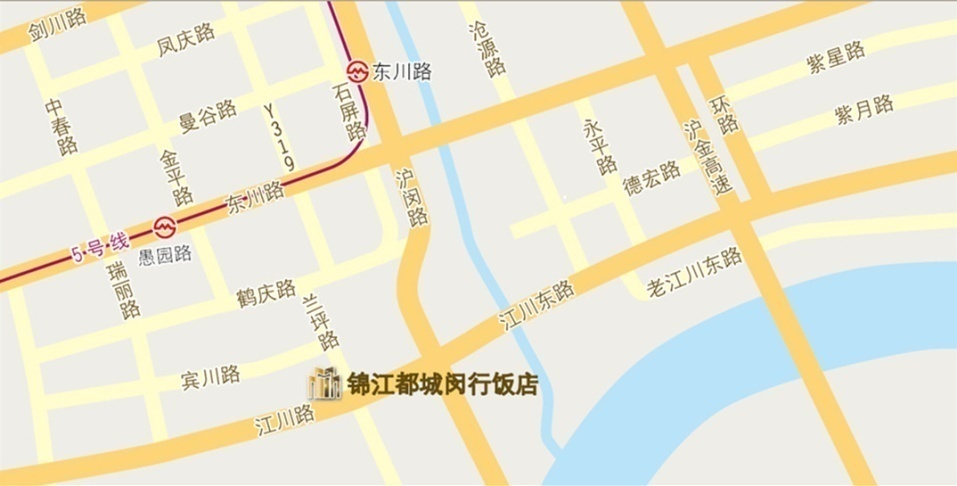 剑川路
凤庆路
沧源路
紫星路
东川路
石屏路
中春路
曼谷路
Y319
紫月路
环路
永平路
沪金高速
金平路
德宏路
沪闵路
东州路
5号线
愚园路
瑞丽路
鹤庆路
兰坪路
江川东路
老江川东路
宾川路
锦江都城闵行饭店
江川路